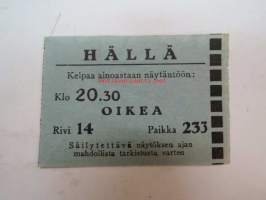 HÄLLÄ
Kelpaa ainoastaan näytäntöön:
Klo 20.30
OIKEA
Rivi 14 Paikka 233
Säilytettävä näytöksen ajan
mahdollista tarkistusta varten